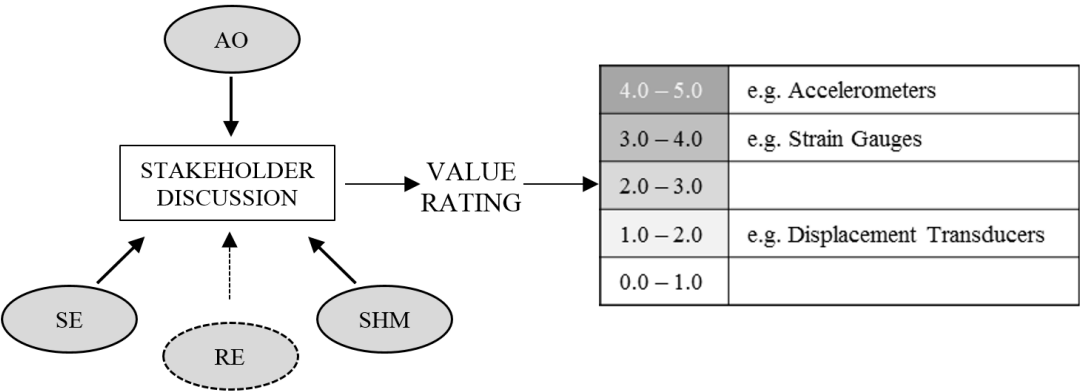 AO
STAKEHOLDER
DISCUSSION
SE
RE
SHM
VALUE
RATING
4.0 – 5.0 e.g. Accelerometers
3.0 – 4.0 e.g. Strain Gauges
2.0 – 3.0
1.0 – 2.0 e.g. Displacement Transducers
0.0 – 1.0